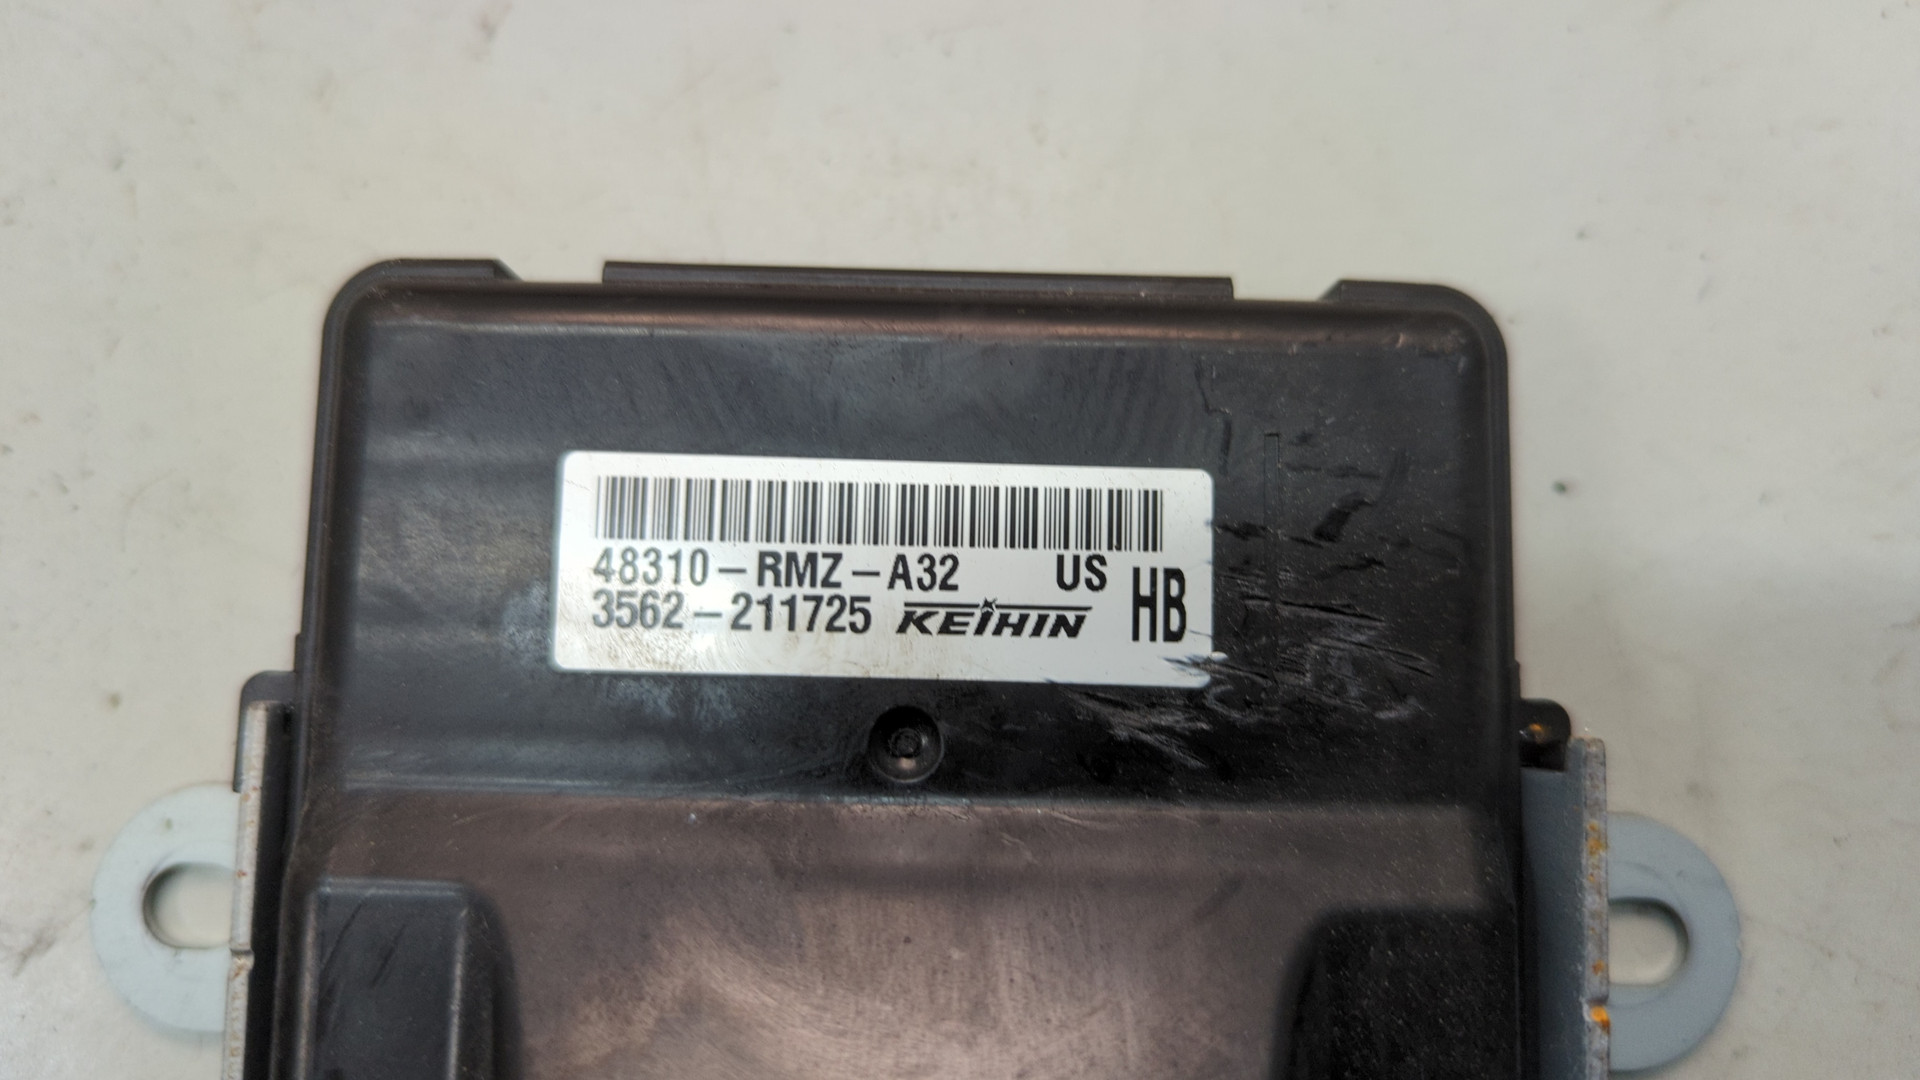 48310-RMZ-A32 US
3562-211725 KEIHIN HB